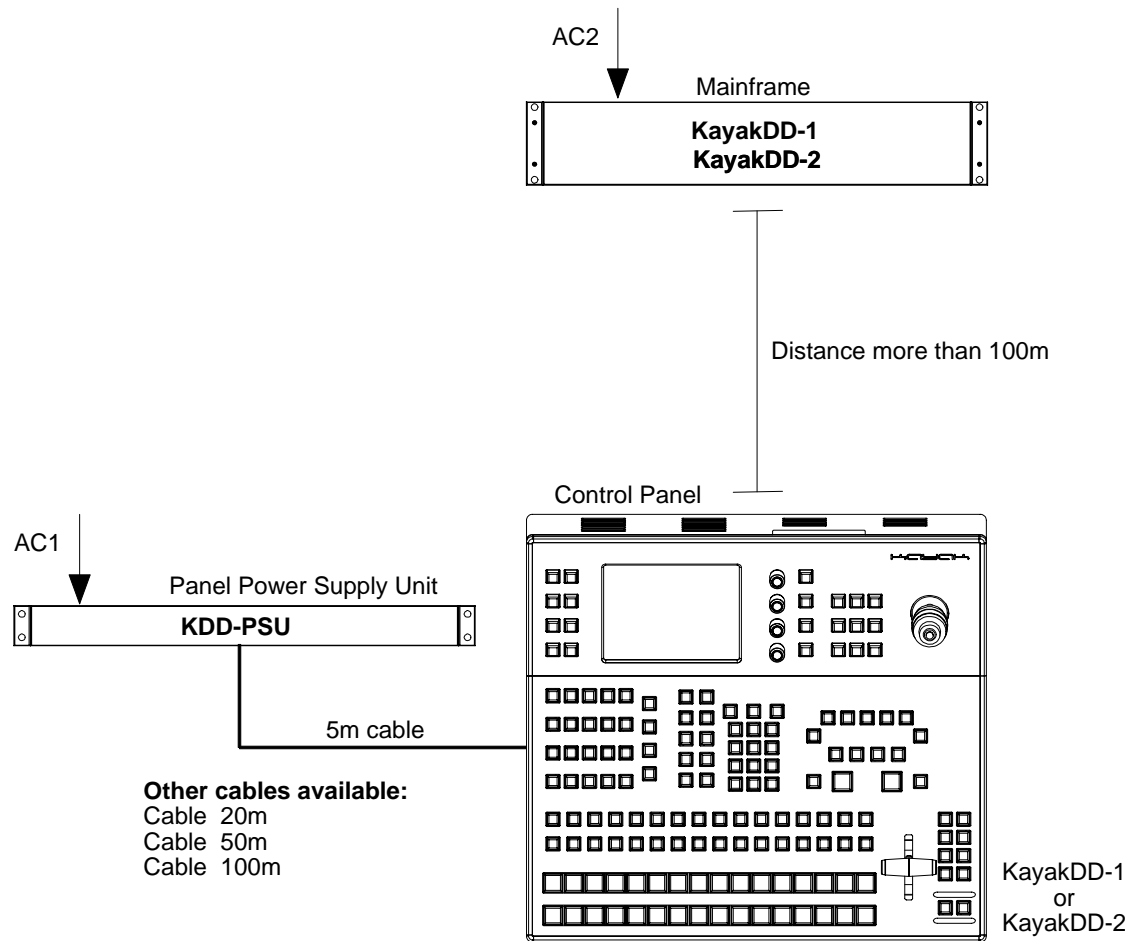 AC2
Mainframe
KayakDD-1
KayakDD-2
Distance more than 100m
Control Panel
AC1
Panel Power Supply Unit
KDD-PSU
5m cable
Other cables available:
Cable 20m
Cable 50m
Cable 100m
KayakDD-1
or
KayakDD-2